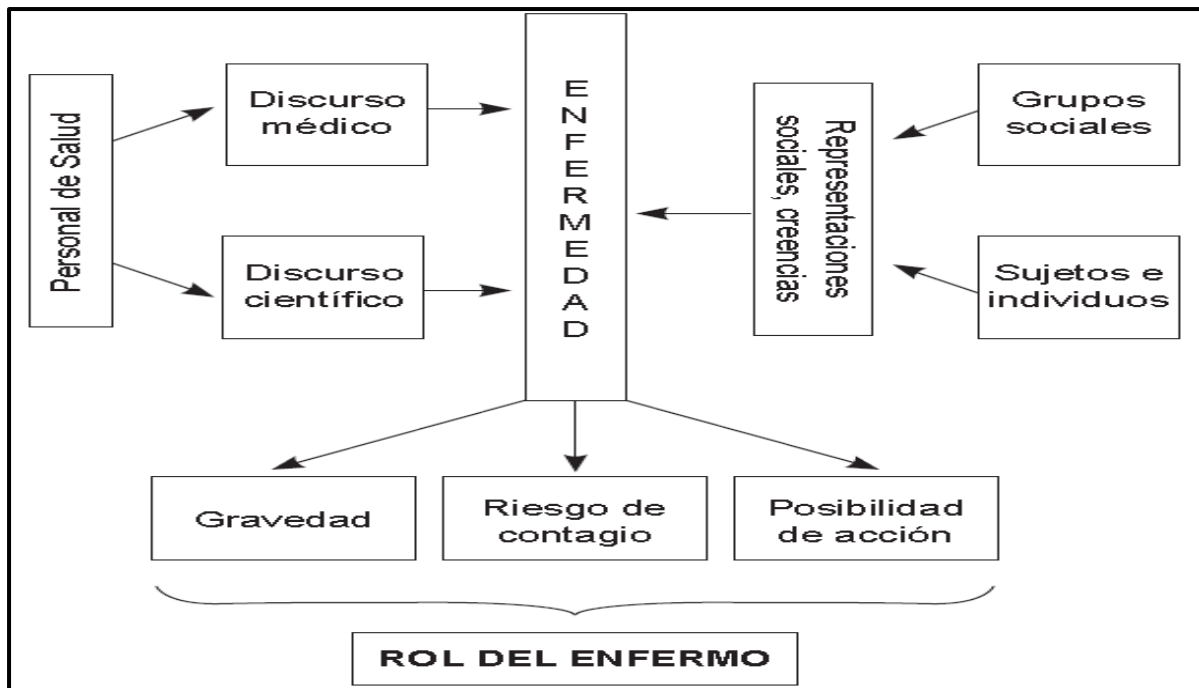 Personal de Salud
Discurso
médico
Discurso
científico
ENFERMEDAD
Representaciones
sociales, creencias
Grupos
sociales
Sujetos e
individuos
Gravedad
Riesgo de
contagio
Posibilidad
de acción
ROL DEL ENFERMO